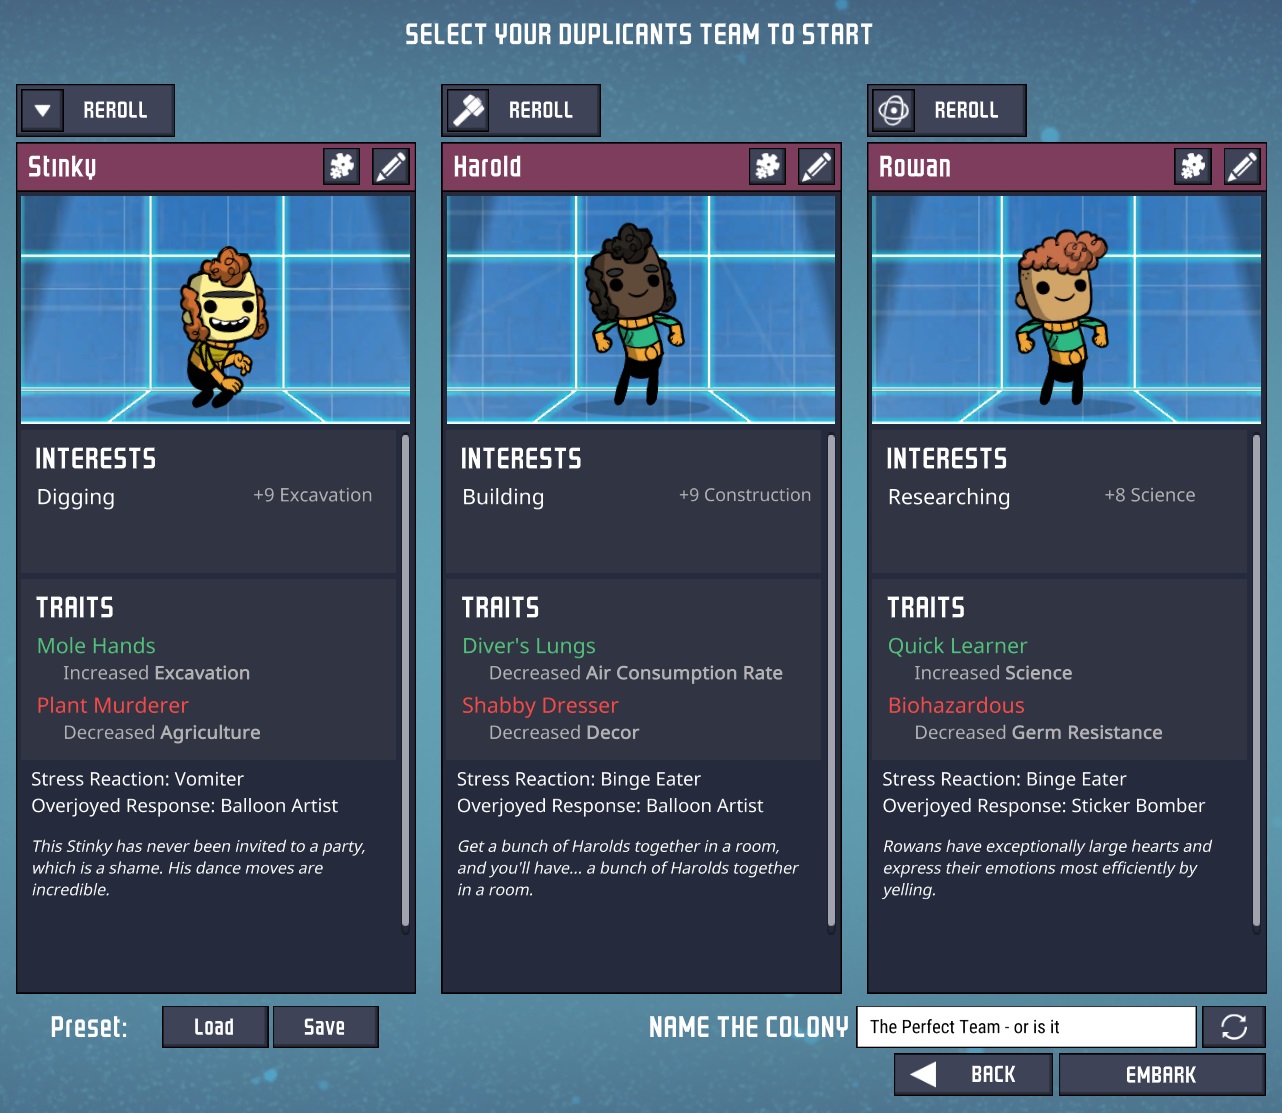 SELECT YOUR DUPLICANTS TEAM TO START
REROLL
REROLL
REROLL
Stinky
Harold
Rowan
INTERESTS
Digging +9 Excavation
TRAITS
Mole Hands
Increased Excavation
Plant Murderer
Decreased Agriculture
Stress Reaction: Vomiter
Overjoyed Response: Balloon Artist
This Stinky has never been invited to a party,
which is a shame. His dance moves are
incredible.
INTERESTS
Building +9 Construction
TRAITS
Diver's Lungs
Decreased Air Consumption Rate
Shabby Dresser
Decreased Decor
Stress Reaction: Binge Eater
Overjoyed Response: Balloon Artist
Get a bunch of Harolds together in a room,
and you'll have... a bunch of Harolds together
in a room.
INTERESTS
Researching +8 Science
TRAITS
Quick Learner
Increased Science
Biohazardous
Decreased Germ Resistance
Stress Reaction: Binge Eater
Overjoyed Response: Sticker Bomber
Rowans have exceptionally large hearts and
express their emotions most efficiently by
yelling.
Preset: Load Save
NAME THE COLONY The Perfect Team - or is it
BACK
EMBARK